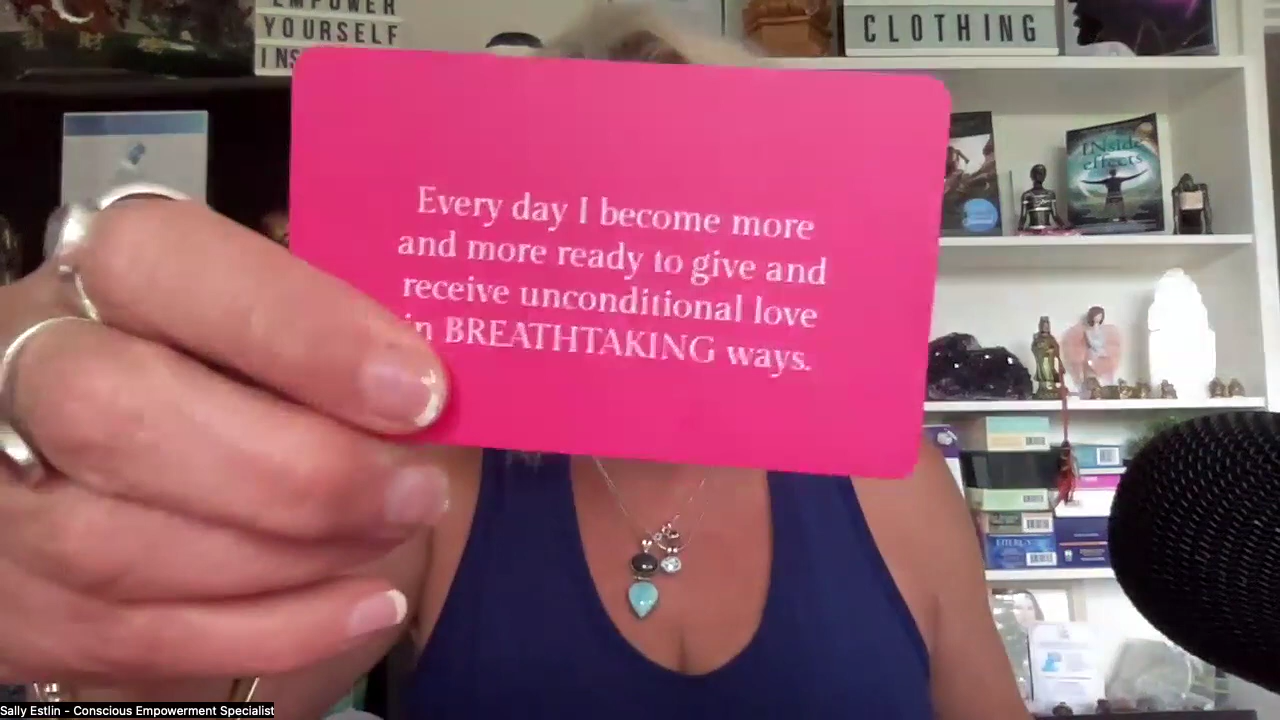 EMPOWER
YOURSELF
CLOTHING
INside
effects
Every day I become more
and more ready to give and
receive unconditional love
in BREATHTAKING ways.
Sally Estlin - Conscious Empowerment Specialist